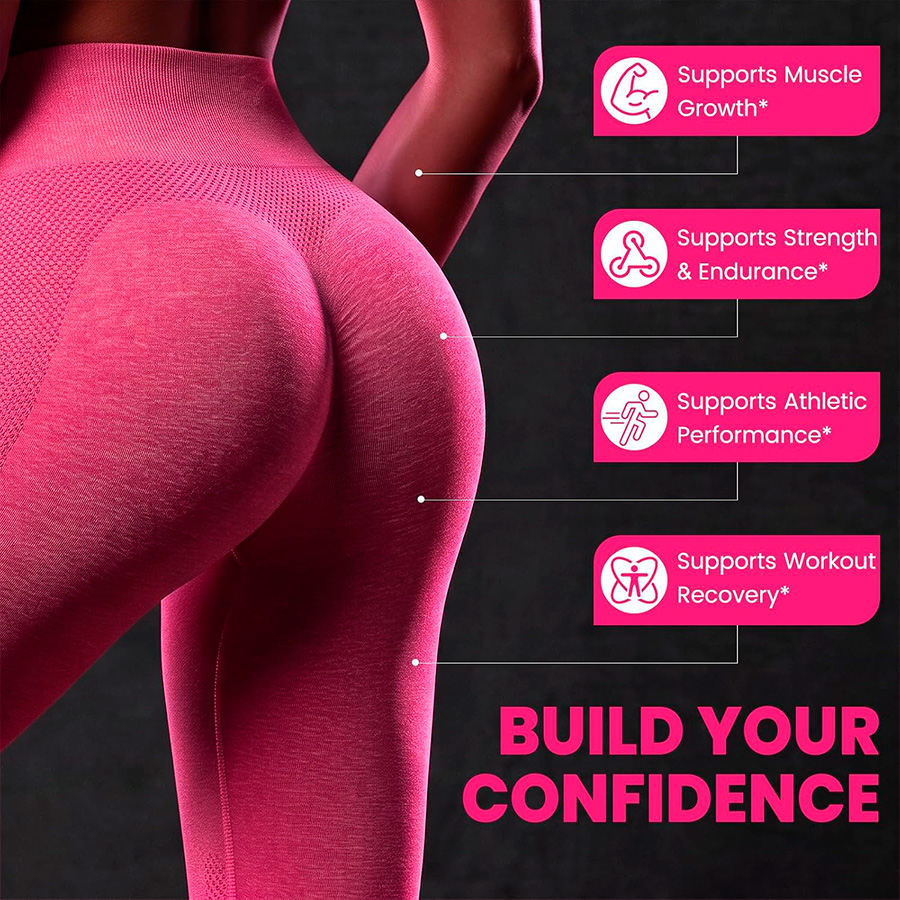 Supports Muscle
Growth*
Supports Strength
& Endurance*
Supports Athletic
Performance*
Supports Workout
Recovery*
BUILD YOUR
CONFIDENCE